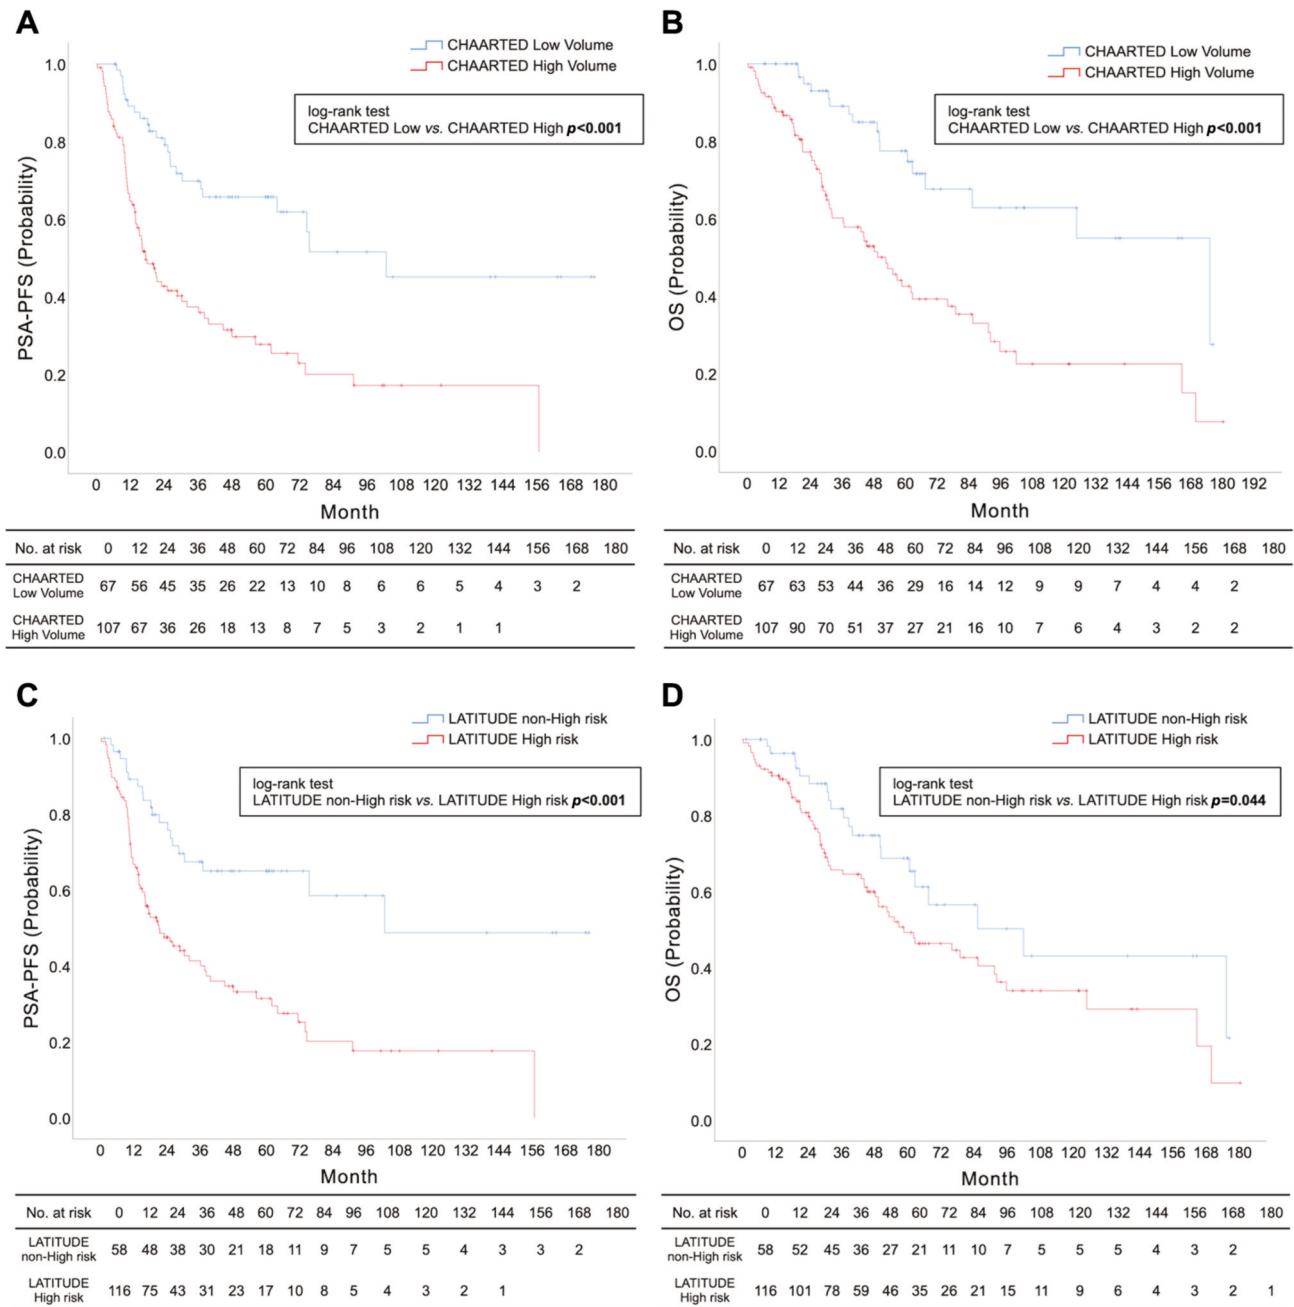 A
CHAARTED Low Volume
CHAARTED High Volume
log-rank test
CHAARTED Low vs. CHAARTED High p<0.001
PSA-PFS (Probability)
1.0
0.8
0.6
0.4
0.2
0.0
0 12 24 36 48 60 72 84 96 108 120 132 144 156 168 180
Month
No. at risk 0 12 24 36 48 60 72 84 96 108 120 132 144 156 168 180
CHAARTED
Low Volume 67 56 45 35 26 22 13 10 8 6 6 5 4 3 2
CHAARTED
High Volume 107 67 36 26 18 13 8 7 5 3 2 1 1
B
CHAARTED Low Volume
CHAARTED High Volume
log-rank test
CHAARTED Low vs. CHAARTED High p<0.001
OS (Probability)
1.0
0.8
0.6
0.4
0.2
0.0
0 12 24 36 48 60 72 84 96 108 120 132 144 156 168 180 192
Month
No. at risk 0 12 24 36 48 60 72 84 96 108 120 132 144 156 168 180
CHAARTED
Low Volume 67 63 53 44 36 29 16 14 12 9 9 7 4 4 2
CHAARTED
High Volume 107 90 70 51 37 27 21 16 10 7 6 4 3 2 2
C
LATITUDE non-High risk
LATITUDE High risk
log-rank test
LATITUDE non-High risk vs. LATITUDE High risk p<0.001
PSA-PFS (Probability)
1.0
0.8
0.6
0.4
0.2
0.0
0 12 24 36 48 60 72 84 96 108 120 132 144 156 168 180
Month
No. at risk 0 12 24 36 48 60 72 84 96 108 120 132 144 156 168 180
LATITUDE
non-High risk 58 48 38 30 21 18 11 9 7 5 5 4 3 3 2
LATITUDE
High risk 116 75 43 31 23 17 10 8 5 4 3 2 1
D
LATITUDE non-High risk
LATITUDE High risk
log-rank test
LATITUDE non-High risk vs. LATITUDE High risk p=0.044
OS (Probability)
1.0
0.8
0.6
0.4
0.2
0.0
0 12 24 36 48 60 72 84 96 108 120 132 144 156 168 180
Month
No. at risk 0 12 24 36 48 60 72 84 96 108 120 132 144 156 168 180
LATITUDE
non-High risk 58 52 45 36 27 21 11 10 7 5 5 5 4 3 2
LATITUDE
High risk 116 101 78 59 46 35 26 21 15 11 9 6 4 3 2 1